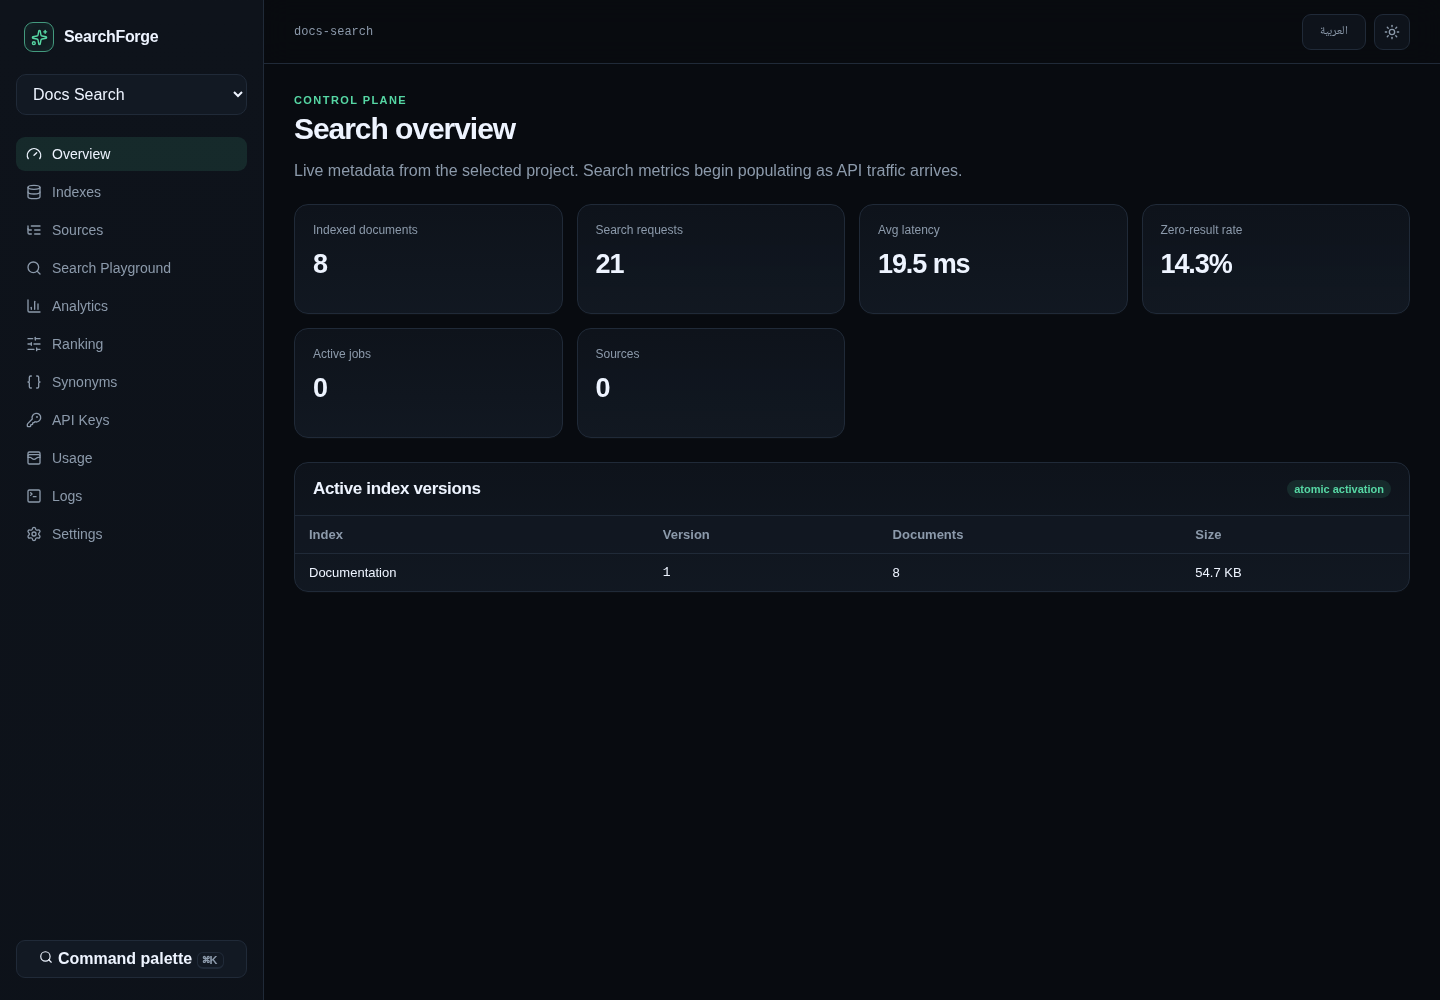 SearchForge
Docs Search
Overview
Indexes
Sources
Search Playground
Analytics
Ranking
Synonyms
API Keys
Usage
Logs
Settings
Command palette ⌘K
docs-search
العربية
CONTROL PLANE
Search overview
Live metadata from the selected project. Search metrics begin populating as API traffic arrives.
Indexed documents
8
Search requests
21
Avg latency
19.5 ms
Zero-result rate
14.3%
Active jobs
0
Sources
0
Active index versions
atomic activation
Index Version Documents Size
Documentation 1 8 54.7 KB